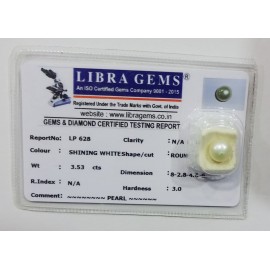 LIBRA GEMS®
An ISO Certified Gems Company 9001 - 2015
Registered Under the Trade Marks with Govt. of India
website : www.libragems.co.in
GEMS & DIAMOND CERTIFIED TESTING REPORT
ReportNo: LP 628 Clarity : N/A
Colour : SHINING WHITE Shape/cut : ROUN
Wt : 3.53 cts Dimension : 8-2.8-4.
R.Index : N/A Hardness : 3.0
Comment : PEARL